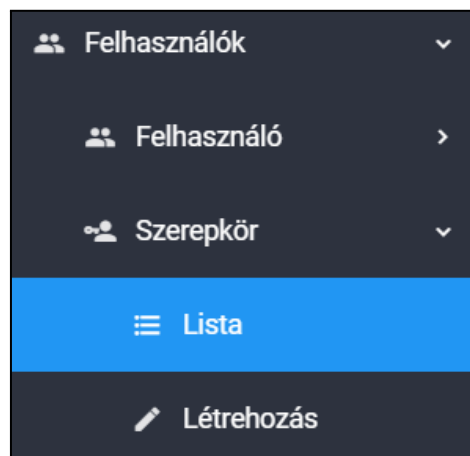 Felhasználók
Felhasználó
Szerepkör
Lista
Létrehozás